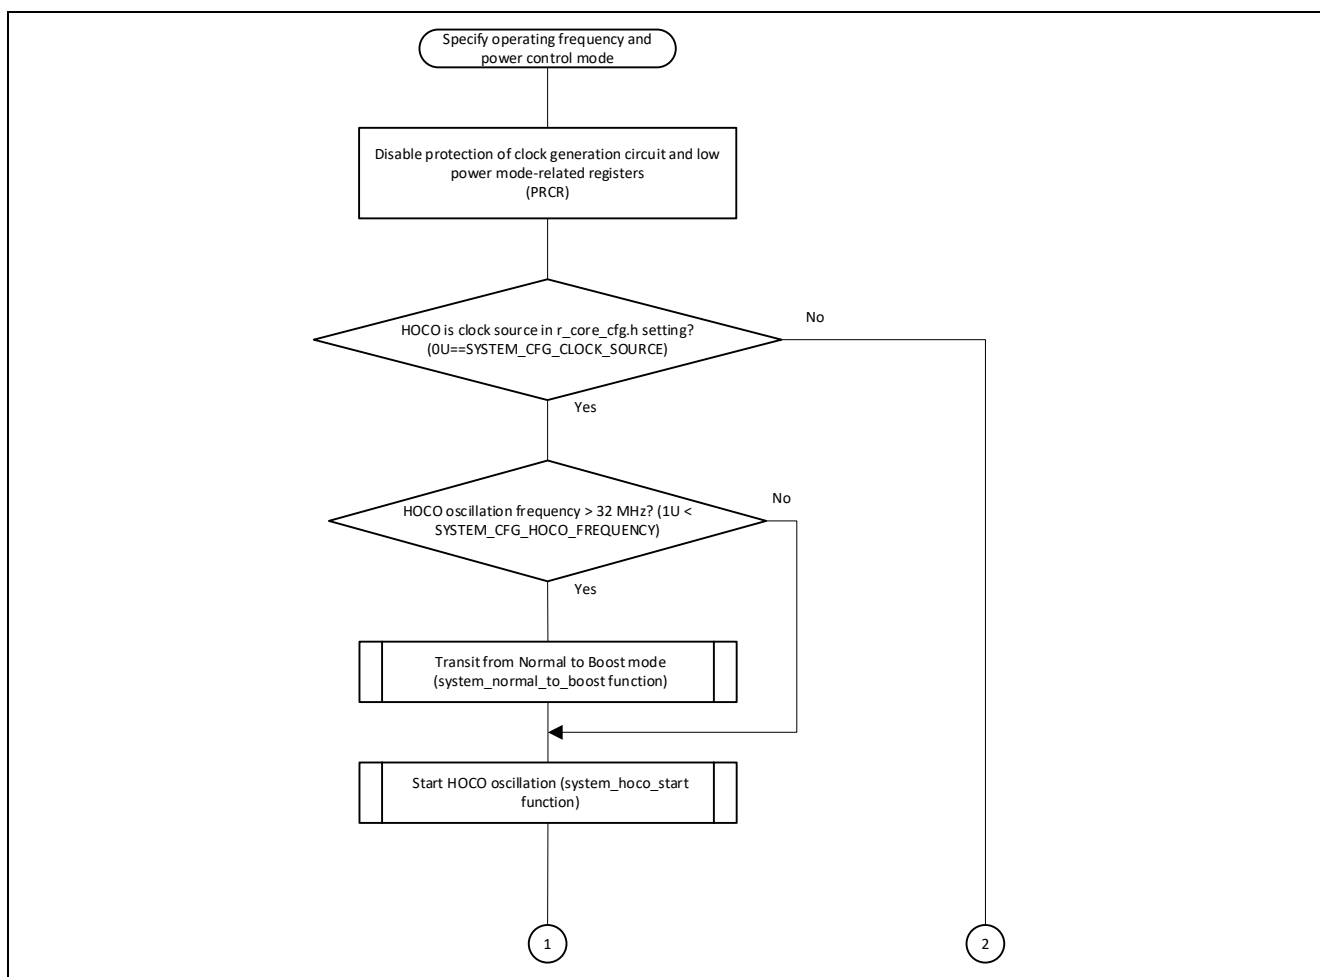 Specify operating frequency and
power control mode
Disable protection of clock generation circuit and low
power mode-related registers
(PRCR)
HOCO is clock source in r_core_cfg.h setting?
(0U==SYSTEM_CFG_CLOCK_SOURCE)
No
Yes
HOCO oscillation frequency > 32 MHz? (1U <
SYSTEM_CFG_HOCO_FREQUENCY)
No
Yes
Transit from Normal to Boost mode
(system_normal_to_boost function)
Start HOCO oscillation (system_hoco_start
function)
1
2